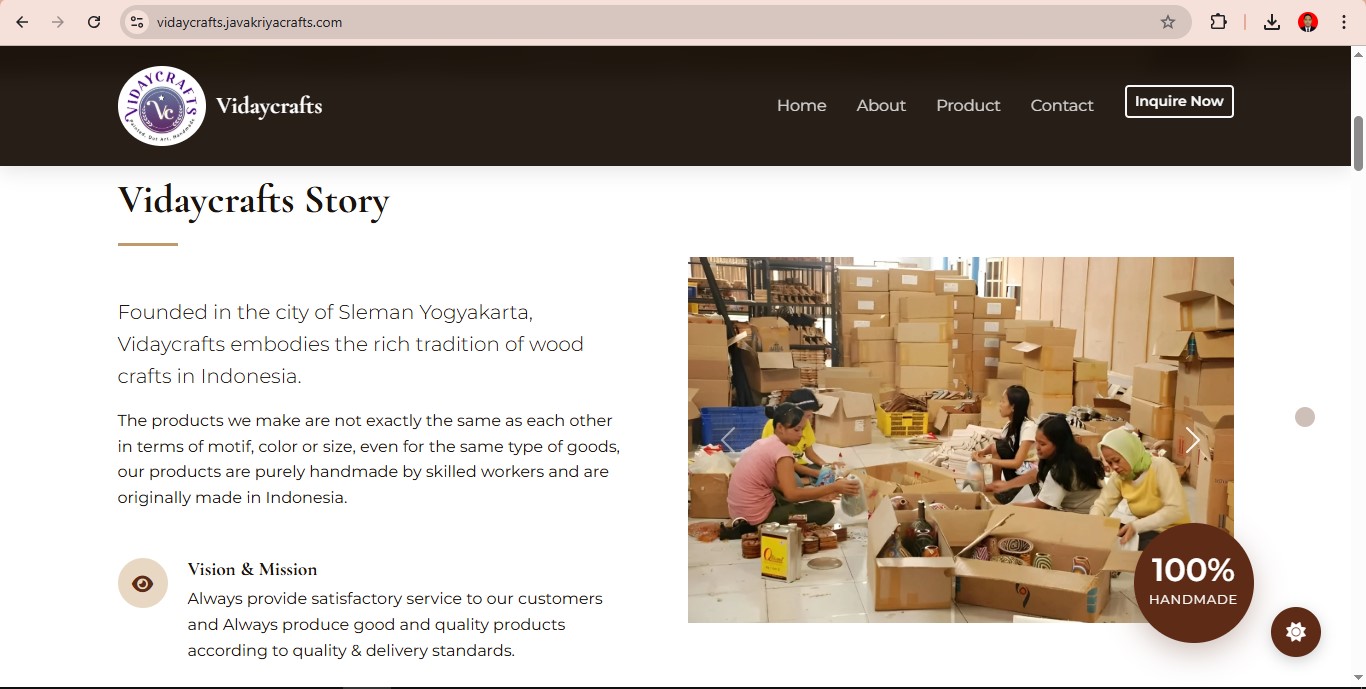 vidaycrafts.javakriyacrafts.com
VIDAYCRAFTS
Vc
Painted, Dot Art, Handmade
Vidaycrafts
Home
About
Product
Contact
Inquire Now
Vidaycrafts Story
Founded in the city of Sleman Yogyakarta,
Vidaycrafts embodies the rich tradition of wood
crafts in Indonesia.
The products we make are not exactly the same as each other
in terms of motif, color or size, even for the same type of goods,
our products are purely handmade by skilled workers and are
originally made in Indonesia.
Vision & Mission
Always provide satisfactory service to our customers
and Always produce good and quality products
according to quality & delivery standards.
100%
HANDMADE